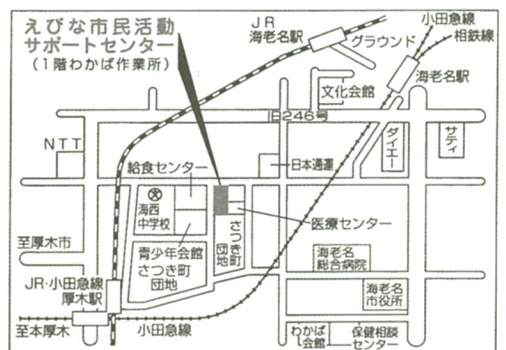 えびな市民活動
サポートセンター
(1階わかば作業所)
JR
海老名駅
グラウンド
小田急線
相鉄線
海老名駅
文化会館
旧246号
NTT
給食センター
日本通運
ダイエー
サティ
海西
中学校
医療センター
至厚木市
青少年会館
さつき町
団地
さつき町
団地
海老名
総合病院
JR・小田急線
厚木駅
海老名
市役所
至本厚木
小田急線
わかば
会館
保健相談
センター